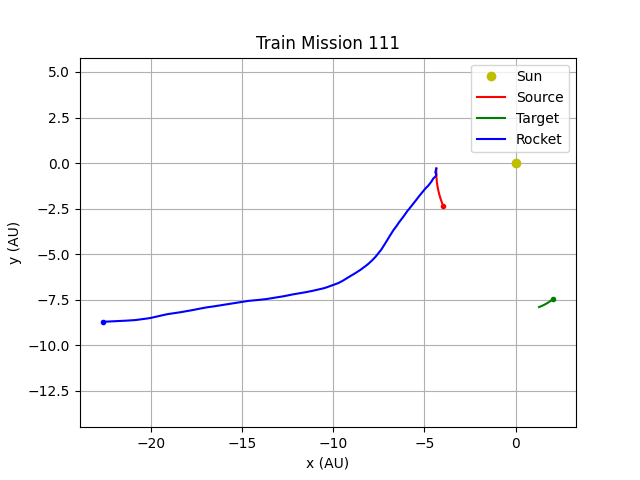 Train Mission 111
Sun
Source
Target
Rocket
y (AU)
5.0
2.5
0.0
−2.5
−5.0
−7.5
−10.0
−12.5
−20
−15
−10
−5
0
x (AU)